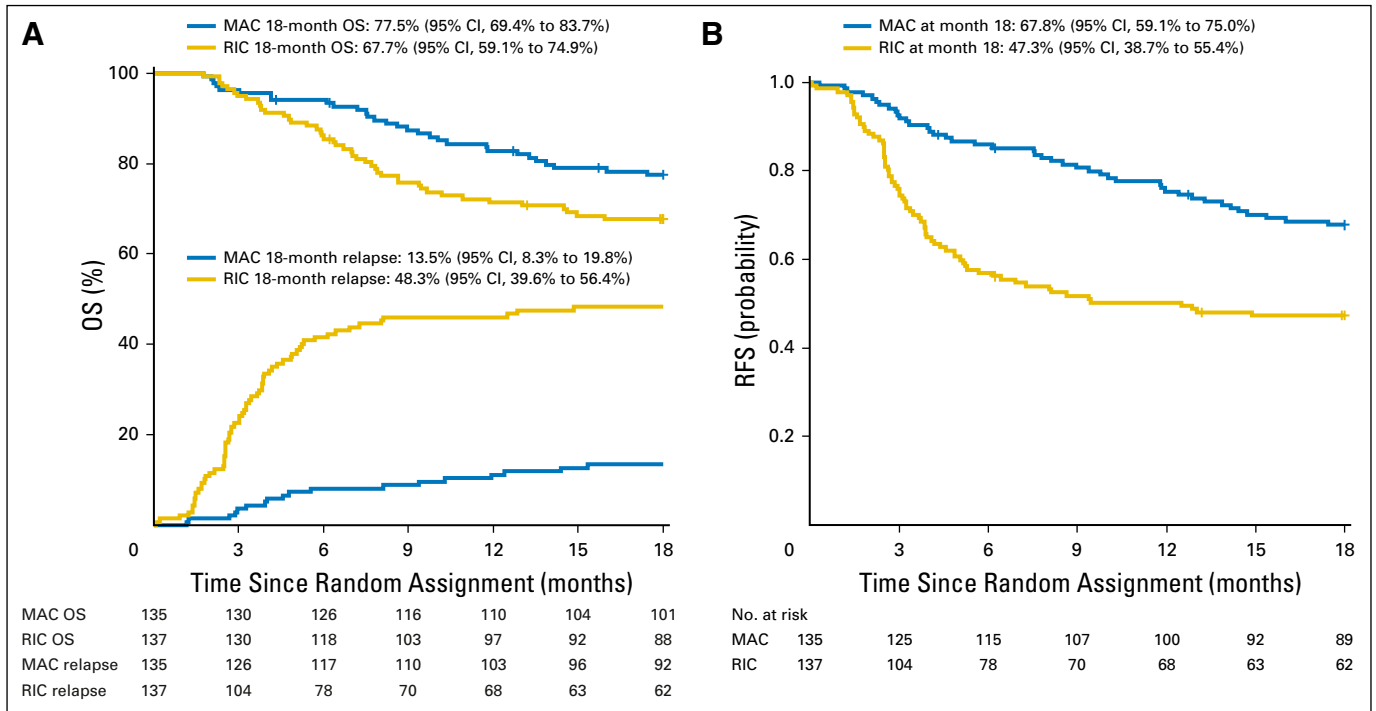 A
MAC 18-month OS: 77.5% (95% CI, 69.4% to 83.7%)
RIC 18-month OS: 67.7% (95% CI, 59.1% to 74.9%)
100
80
60
40
20
OS (%)
MAC 18-month relapse: 13.5% (95% CI, 8.3% to 19.8%)
RIC 18-month relapse: 48.3% (95% CI, 39.6% to 56.4%)
0 3 6 9 12 15 18
Time Since Random Assignment (months)
MAC OS 135 130 126 116 110 104 101
RIC OS 137 130 118 103 97 92 88
MAC relapse 135 126 117 110 103 96 92
RIC relapse 137 104 78 70 68 63 62
B
MAC at month 18: 67.8% (95% CI, 59.1% to 75.0%)
RIC at month 18: 47.3% (95% CI, 38.7% to 55.4%)
1.0
0.8
0.6
0.4
0.2
RFS (probability)
0 3 6 9 12 15 18
Time Since Random Assignment (months)
No. at risk
MAC 135 125 115 107 100 92 89
RIC 137 104 78 70 68 63 62